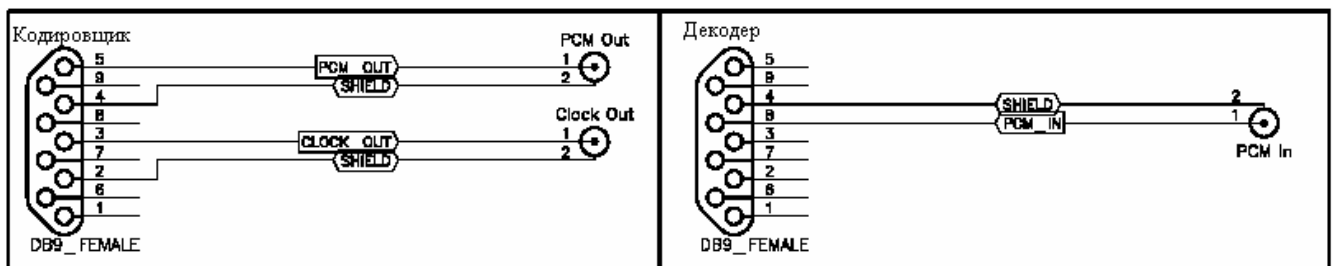 Кодировщик
PCM Out
5
PCM_OUT
1
9
SHIELD
2
4
8
Clock Out
3
CLOCK OUT
1
7
SHIELD
2
2
6
1
DB9_FEMALE
Декодер
5
9
4
SHIELD
2
8
PCM_IN
1
3
7
PCM In
2
6
1
DB9_FEMALE